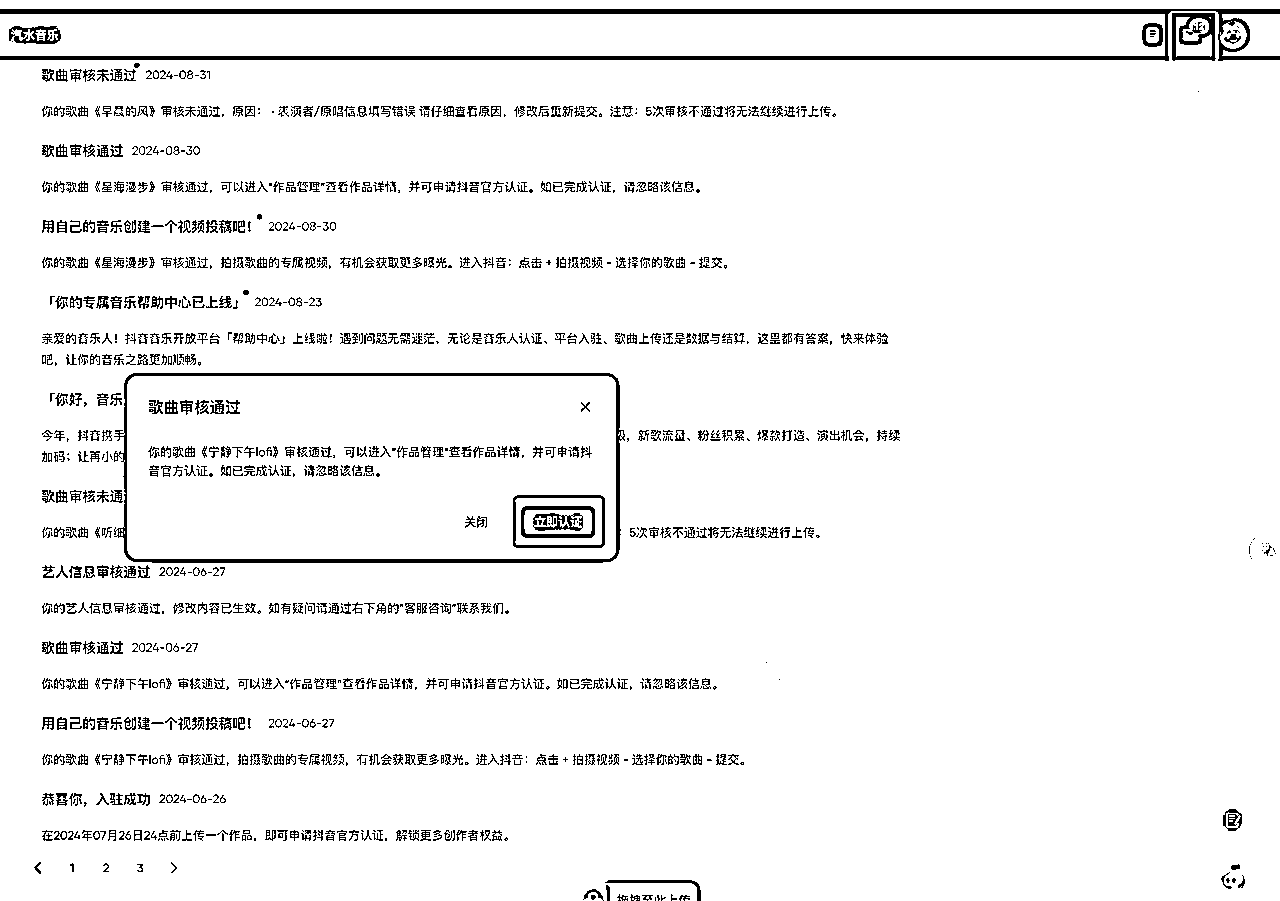 汽水音乐
歌曲审核未通过 2024-08-31
你的歌曲《早晨的风》审核未通过，原因： · 表演者/原唱信息填写错误 请仔细查看原因，修改后重新提交。注意：5次审核不通过将无法继续进行上传。
歌曲审核通过 2024-08-30
你的歌曲《星海漫步》审核通过，可以进入"作品管理"查看作品详情，并可申请抖音官方认证。如已完成认证，请忽略该信息。
用自己的音乐创建一个视频投稿吧！ 2024-08-30
你的歌曲《星海漫步》审核通过，拍摄歌曲的专属视频，有机会获取更多曝光。进入抖音：点击 + 拍摄视频 - 选择你的歌曲 - 提交。
「你的专属音乐帮助中心已上线」 2024-08-23
亲爱的音乐人！抖音音乐开放平台「帮助中心」上线啦！遇到问题无需迷茫，无论是音乐人认证、平台入驻、歌曲上传还是数据与结算，这里都有答案，快来体验
吧，让你的音乐之路更加顺畅。
「你好，音乐
今年，抖音携手 ，新歌流量、粉丝积累、爆款打造、演出机会，持续
加码；让再小的
歌曲审核通过
你的歌曲《宁静下午lofi》审核通过，可以进入"作品管理"查看作品详情，并可申请抖
音官方认证。如已完成认证，请忽略该信息。
关闭 立即认证
歌曲审核未通
你的歌曲《听细 ：5次审核不通过将无法继续进行上传。
艺人信息审核通过 2024-06-27
你的艺人信息审核通过，修改内容已生效。如有疑问请通过右下角的"客服咨询"联系我们。
歌曲审核通过 2024-06-27
你的歌曲《宁静下午lofi》审核通过，可以进入"作品管理"查看作品详情，并可申请抖音官方认证。如已完成认证，请忽略该信息。
用自己的音乐创建一个视频投稿吧！ 2024-06-27
你的歌曲《宁静下午lofi》审核通过，拍摄歌曲的专属视频，有机会获取更多曝光。进入抖音：点击 + 拍摄视频 - 选择你的歌曲 - 提交。
恭喜你，入驻成功 2024-06-26
在2024年07月26日24点前上传一个作品，即可申请抖音官方认证，解锁更多创作者权益。
1 2 3
拖拽至此上传